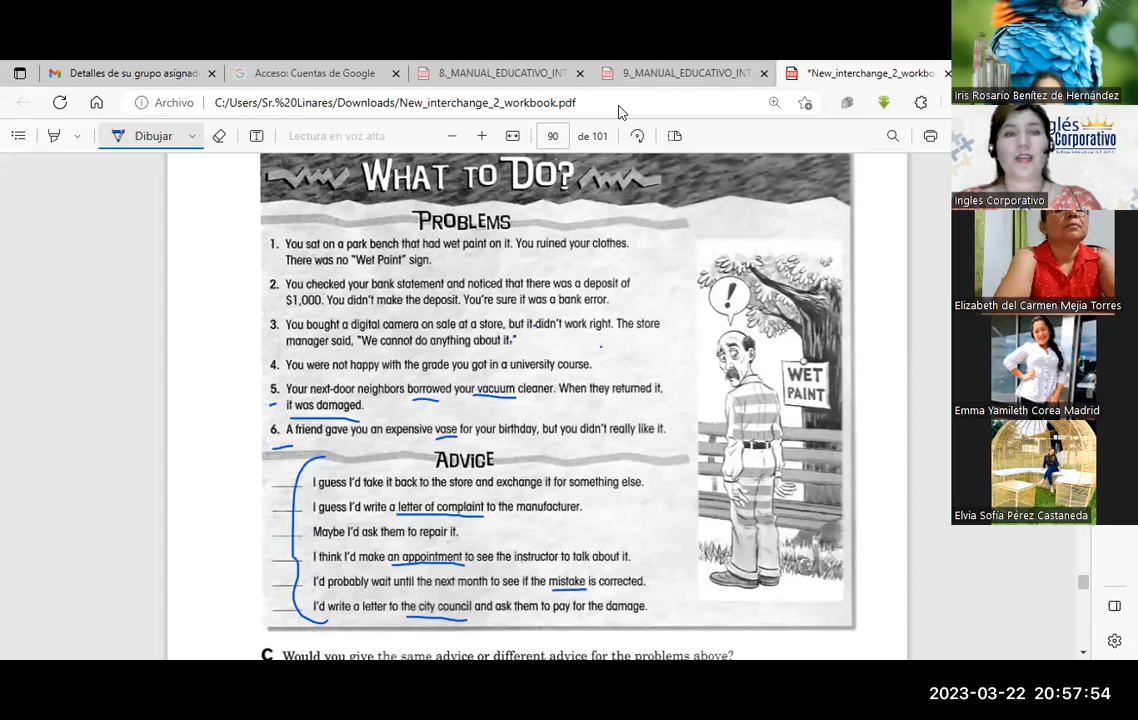 Detalles de su grupo asignad
Acceso: Cuentas de Google
8._MANUAL_EDUCATIVO_INT
9._MANUAL_EDUCATIVO_INT
*New_interchange_2_workbo
Archivo
C:/Users/Sr.%20Linares/Downloads/New_interchange_2_workbook.pdf
Dibujar
Lectura en voz alta
90
de 101
WHAT TO DO?
PROBLEMS
1. You sat on a park bench that had wet paint on it. You ruined your clothes.
There was no "Wet Paint" sign.
2. You checked your bank statement and noticed that there was a deposit of
$1,000. You didn't make the deposit. You're sure it was a bank error.
3. You bought a digital camera on sale at a store, but it didn't work right. The store
manager said, "We cannot do anything about it."
4. You were not happy with the grade you got in a university course.
5. Your next-door neighbors borrowed your vacuum cleaner. When they returned it,
it was damaged.
6. A friend gave you an expensive vase for your birthday, but you didn't really like it.
!
WET
PAINT
ADVICE
I guess I'd take it back to the store and exchange it for something else.
I guess I'd write a letter of complaint to the manufacturer.
Maybe I'd ask them to repair it.
I think I'd make an appointment to see the instructor to talk about it.
I'd probably wait until the next month to see if the mistake is corrected.
I'd write a letter to the city council and ask them to pay for the damage.
C Would you give the same advice or different advice for the problems above?
Iris Rosario Benítez de Hernández
glés
Corporativo
Ingles Corporativo
Elizabeth del Carmen Mejia Torres
Emma Yamileth Corea Madrid
Elvia Sofía Pérez Castaneda
2023-03-22 20:57:54